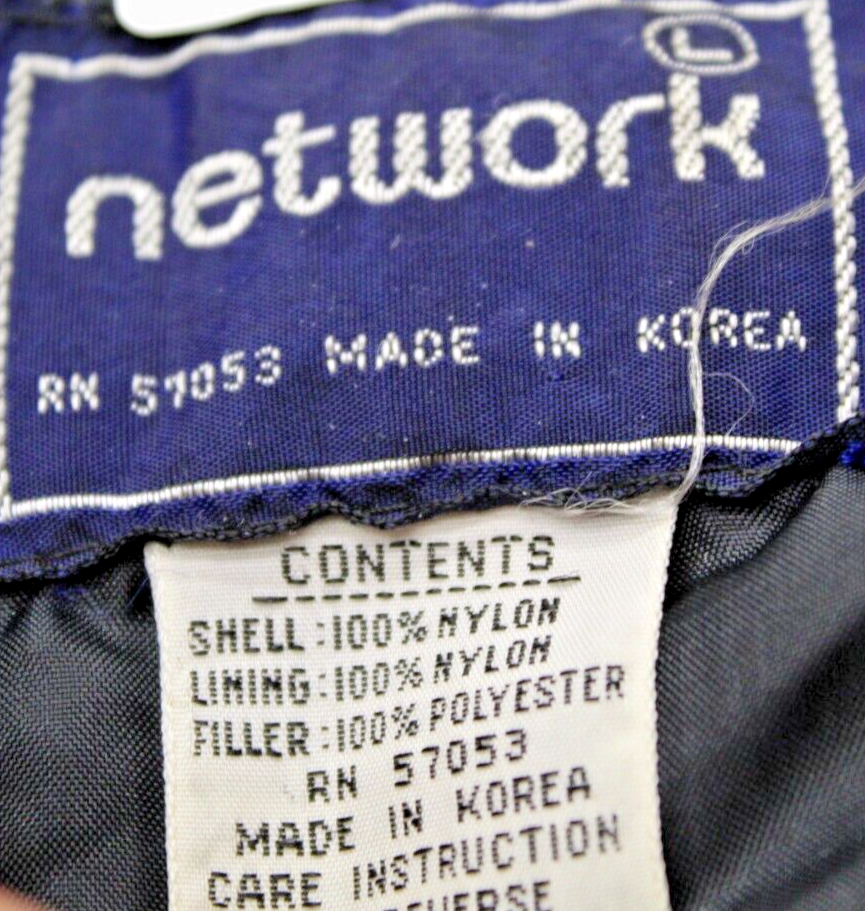 L
network
RN 57053 MADE IN KOREA
CONTENTS
SHELL:100% NYLON
LINING:100% NYLON
FILLER:100% POLYESTER
RN 57053
MADE IN KOREA
CARE INSTRUCTION
REVERSE